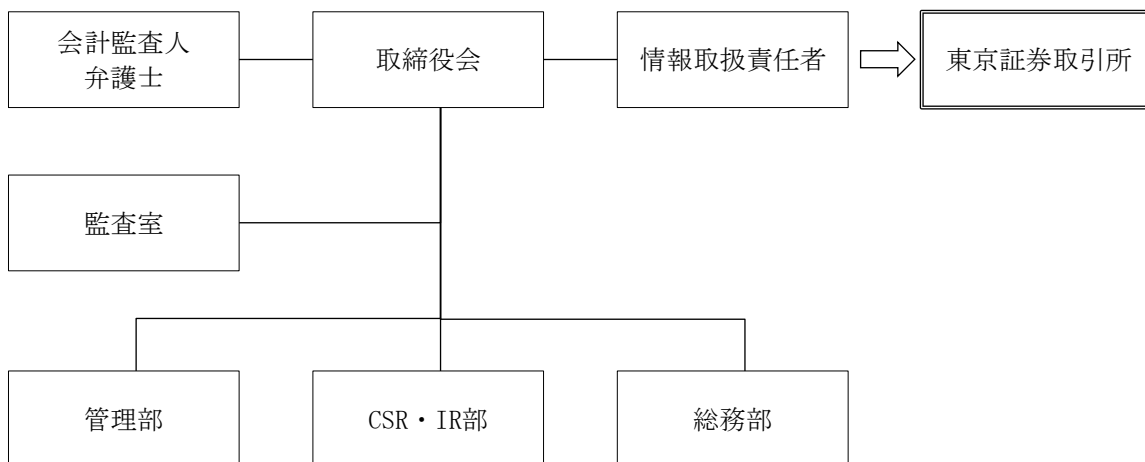 会計監査人
弁護士
取締役会
情報取扱責任者
東京証券取引所
監査室
管理部
CSR・IR部
総務部